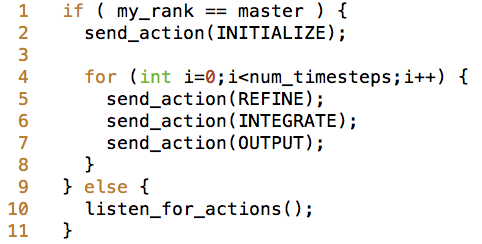 1 if ( my_rank == master ) {
2 send_action(INITIALIZE);
3
4 for (int i=0;i<num_timesteps;i++) {
5 send_action(REFINE);
6 send_action(INTEGRATE);
7 send_action(OUTPUT);
8 }
9 } else {
10 listen_for_actions();
11 }